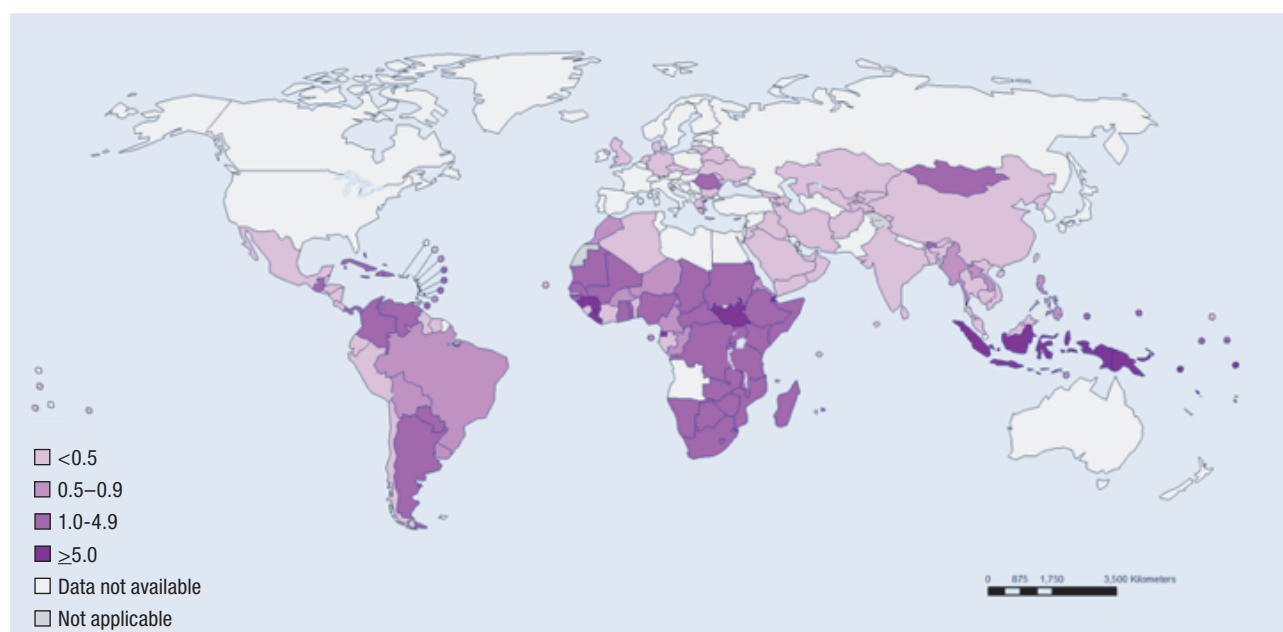 <0.5
0.5–0.9
1.0-4.9
≥5.0
Data not available
Not applicable
0 875 1,750 3,500 Kilometers